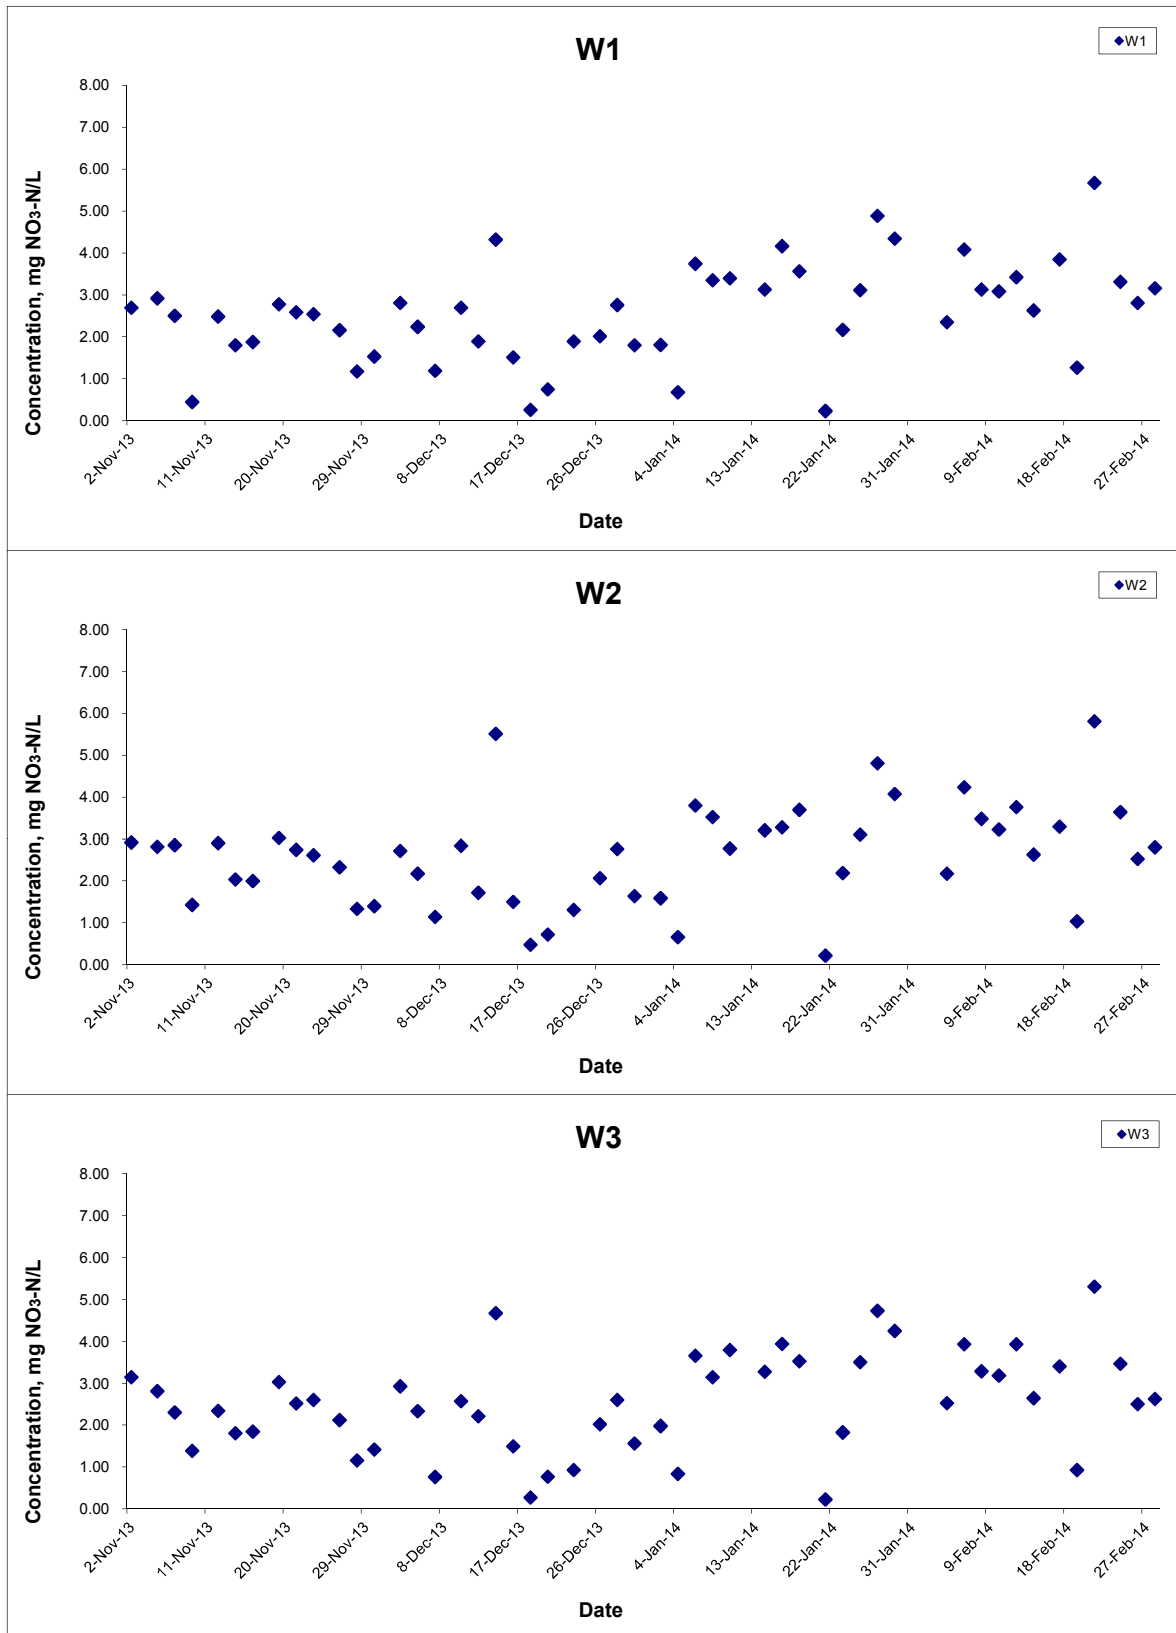 W1
W1
8.00
7.00
6.00
5.00
4.00
3.00
2.00
1.00
0.00
Concentration, mg NO3-N/L
2-Nov-13
11-Nov-13
20-Nov-13
29-Nov-13
8-Dec-13
17-Dec-13
26-Dec-13
4-Jan-14
13-Jan-14
22-Jan-14
31-Jan-14
9-Feb-14
18-Feb-14
27-Feb-14
Date
W2
W2
8.00
7.00
6.00
5.00
4.00
3.00
2.00
1.00
0.00
Concentration, mg NO3-N/L
2-Nov-13
11-Nov-13
20-Nov-13
29-Nov-13
8-Dec-13
17-Dec-13
26-Dec-13
4-Jan-14
13-Jan-14
22-Jan-14
31-Jan-14
9-Feb-14
18-Feb-14
27-Feb-14
Date
W3
W3
8.00
7.00
6.00
5.00
4.00
3.00
2.00
1.00
0.00
Concentration, mg NO3-N/L
2-Nov-13
11-Nov-13
20-Nov-13
29-Nov-13
8-Dec-13
17-Dec-13
26-Dec-13
4-Jan-14
13-Jan-14
22-Jan-14
31-Jan-14
9-Feb-14
18-Feb-14
27-Feb-14
Date